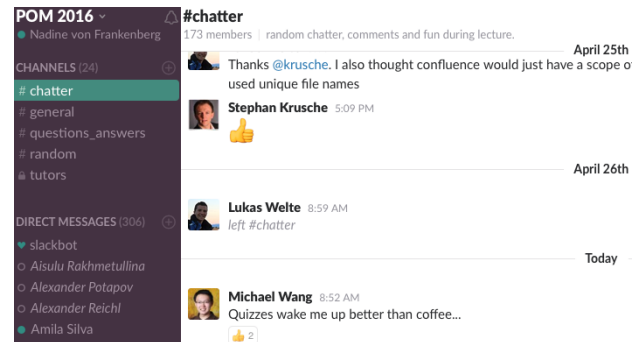 POM 2016
Nadine von Frankenberg
CHANNELS (24)
# chatter
# general
# questions_answers
# random
tutors
DIRECT MESSAGES (306)
slackbot
Aisulu Rakhmetullina
Alexander Potapov
Alexander Reichl
Amila Silva
#chatter
173 members | random chatter, comments and fun during lecture.
April 25th
Thanks @krusche. I also thought confluence would just have a scope o
used unique file names
Stephan Krusche 5:09 PM
April 26th
Lukas Welte 8:59 AM
left #chatter
Today
Michael Wang 8:52 AM
Quizzes wake me up better than coffee...
2